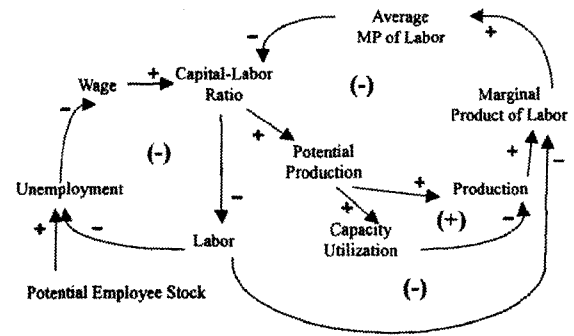 Average
MP of Labor
-
+
Wage
+
Capital-Labor
Ratio
(-)
Marginal
Product of Labor
-
(-)
+
Potential
Production
+
+
-
Unemployment
-
+
Production
+
-
Labor
+
Capacity
Utilization
(+)
-
(-)
Potential Employee Stock